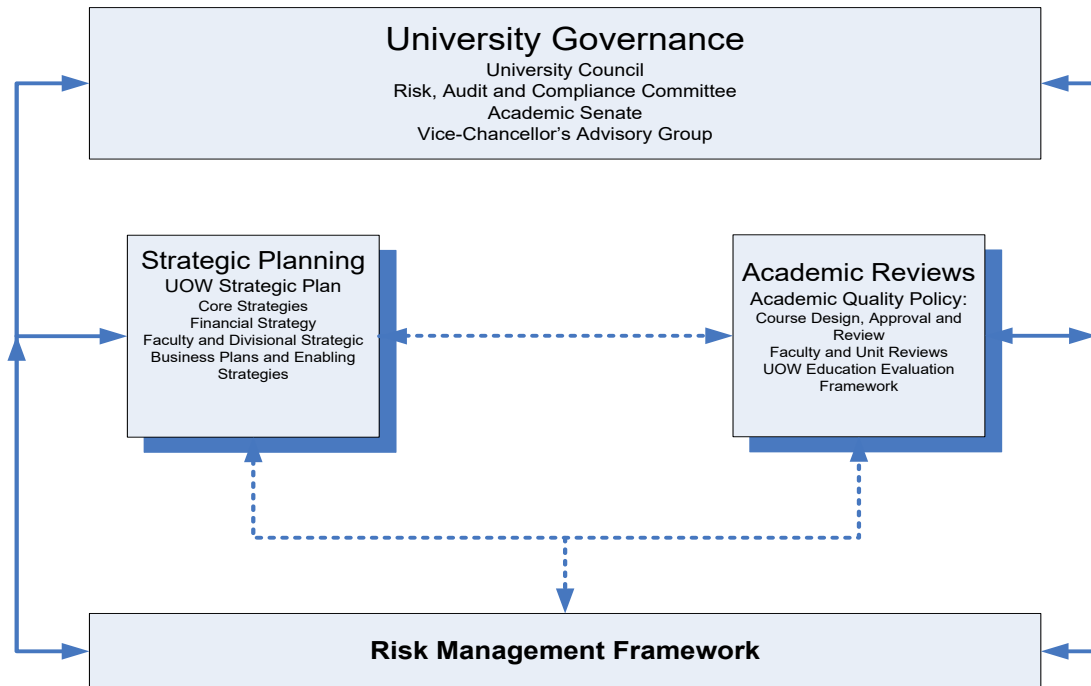 University Governance
University Council
Risk, Audit and Compliance Committee
Academic Senate
Vice-Chancellor’s Advisory Group
Strategic Planning
UOW Strategic Plan
Core Strategies
Financial Strategy
Faculty and Divisional Strategic
Business Plans and Enabling
Strategies
Academic Reviews
Academic Quality Policy:
Course Design, Approval and
Review
Faculty and Unit Reviews
UOW Education Evaluation
Framework
Risk Management Framework